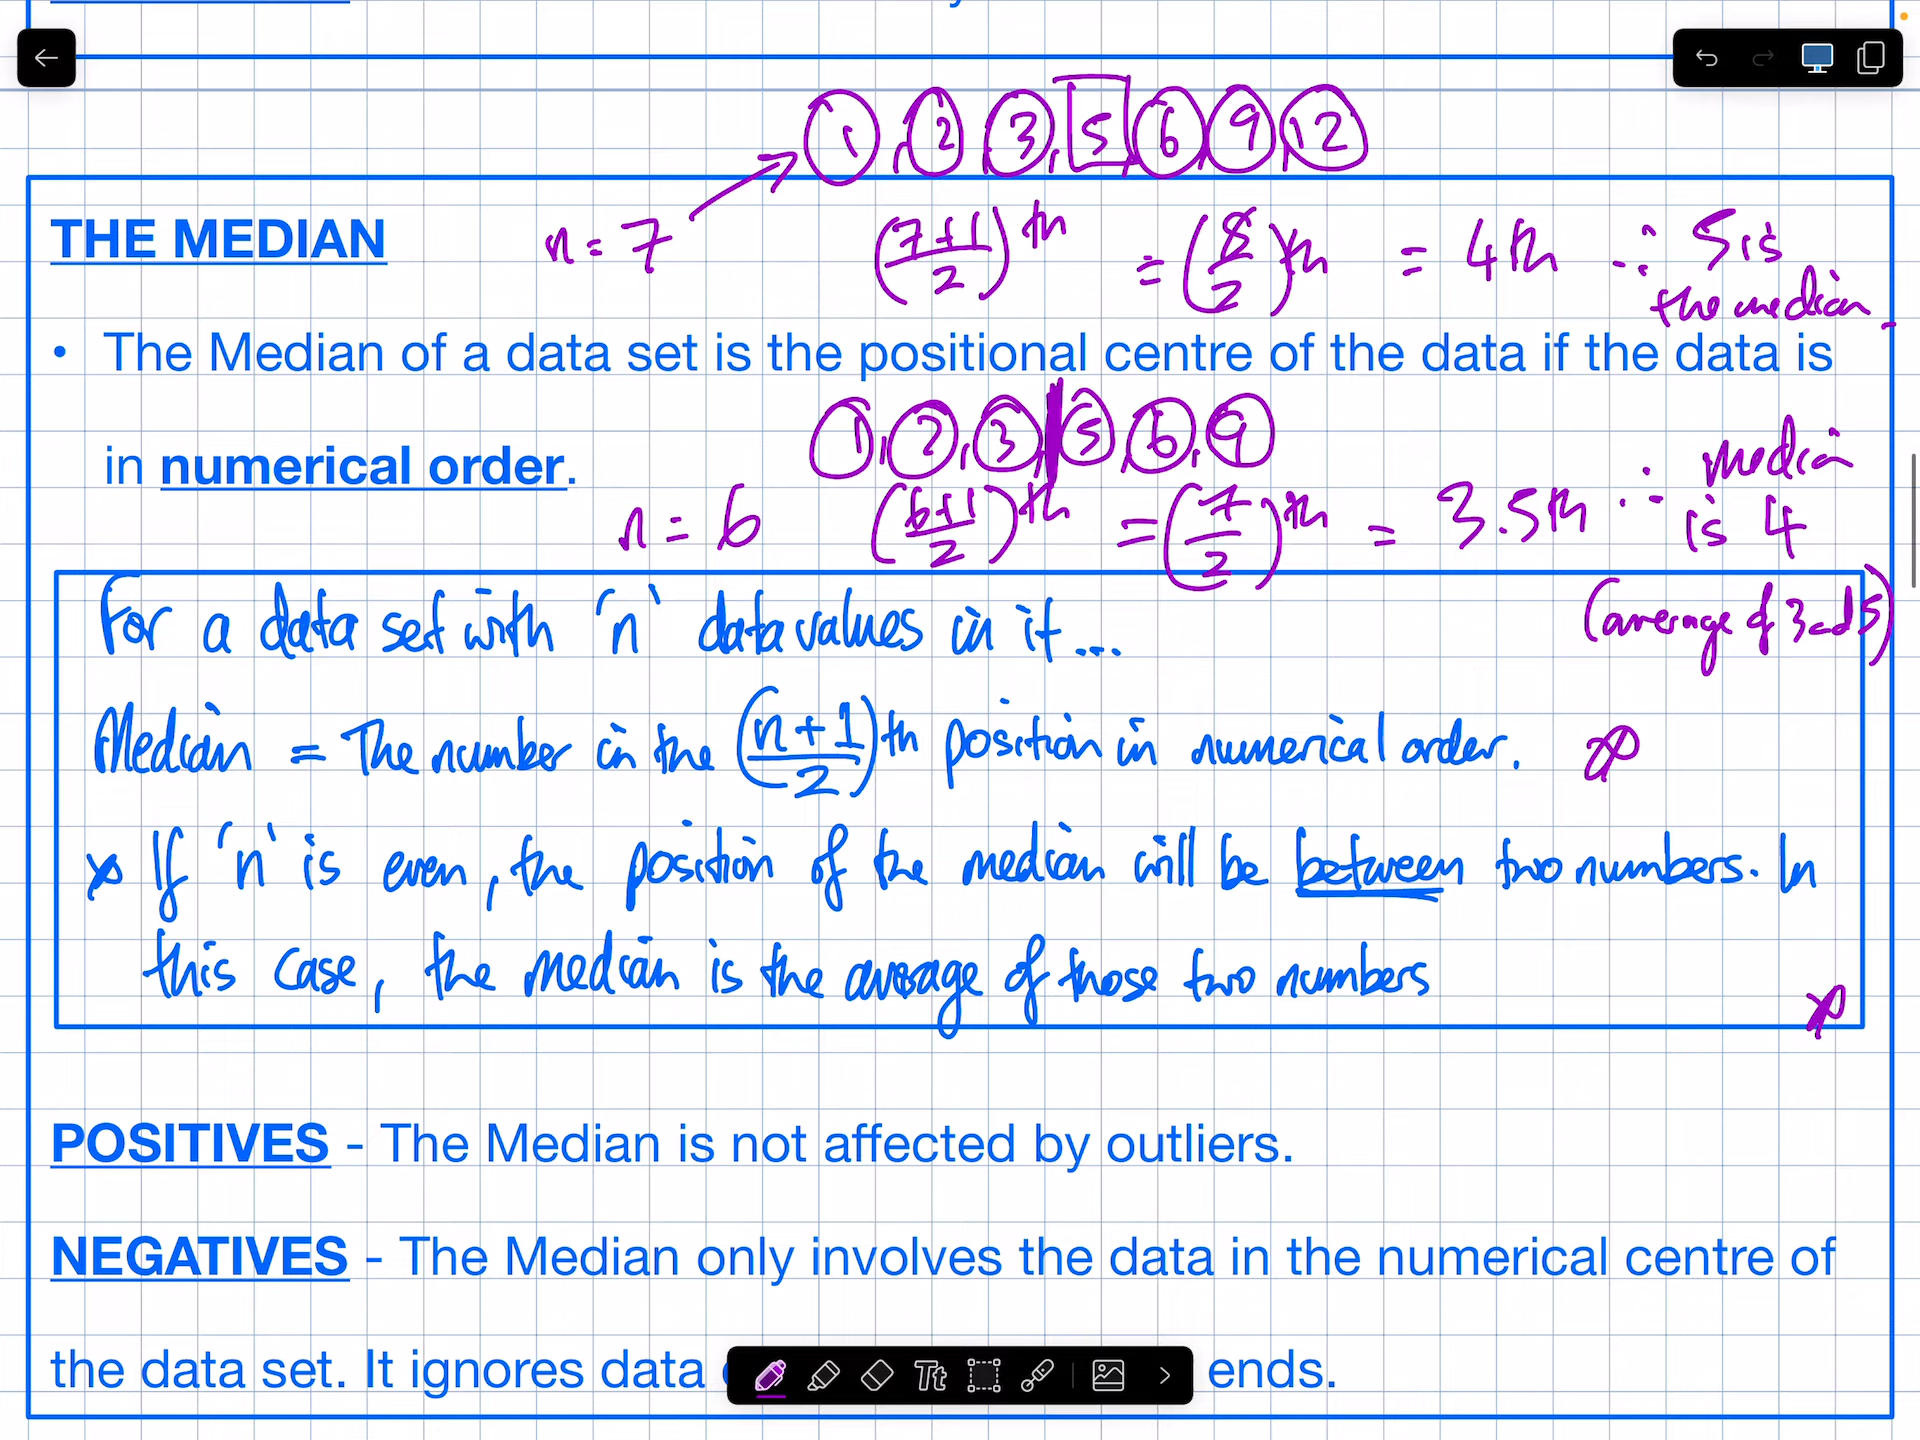 1, 2, 3, 5, 6, 9, 12
THE MEDIAN
n = 7 (7+1/2)th = (8/2)th = 4th ∴ 5 is
the median.
• The Median of a data set is the positional centre of the data if the data is
1, 2, 3, 5, 6, 9
in numerical order.
median
n = 6 (6+1/2)th = (7/2)th = 3.5th ∴ is 4
(average of 3 and 5)
For a data set with 'n' data values in it...
Median = The number in the (n+1/2)th position in numerical order. *
* If 'n' is even, the position of the median will be between two numbers. In
this case, the median is the average of those two numbers
*
POSITIVES - The Median is not affected by outliers.
NEGATIVES - The Median only involves the data in the numerical centre of
the data set. It ignores data ends.
Tt